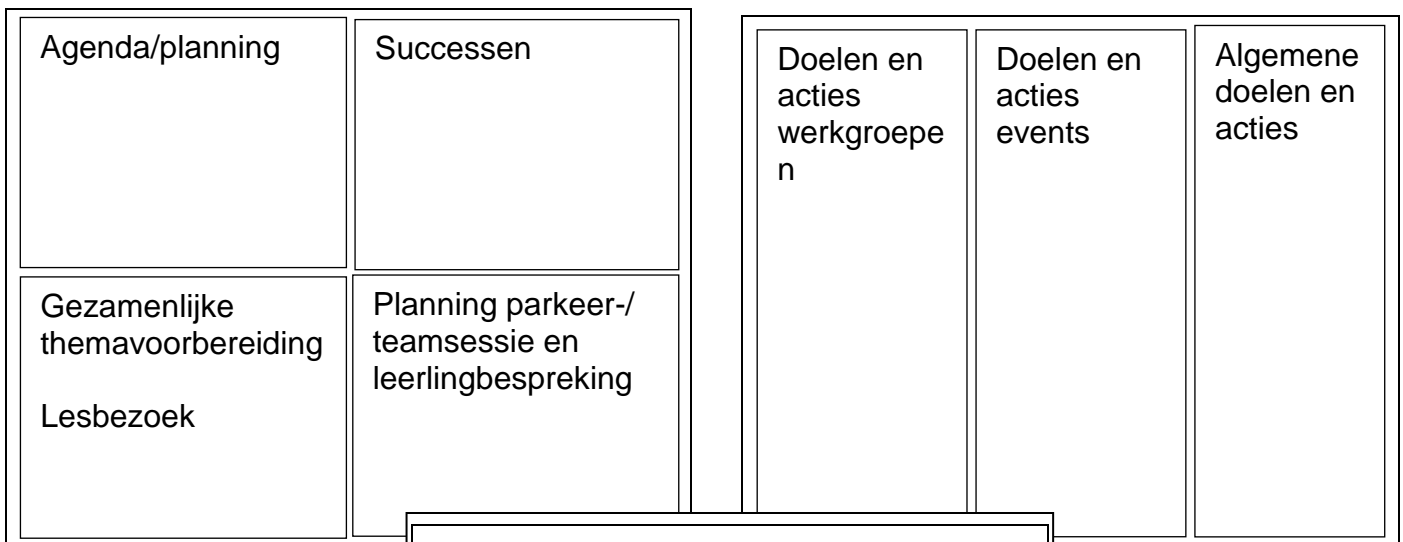 Agenda/planning
Successen
Gezamenlijke
themavoorbereiding
Lesbezoek
Planning parkeer-/
teamsessie en
leerlingbespreking
Doelen en
acties
werkgroepe
n
Doelen en
acties
events
Algemene
doelen en
acties